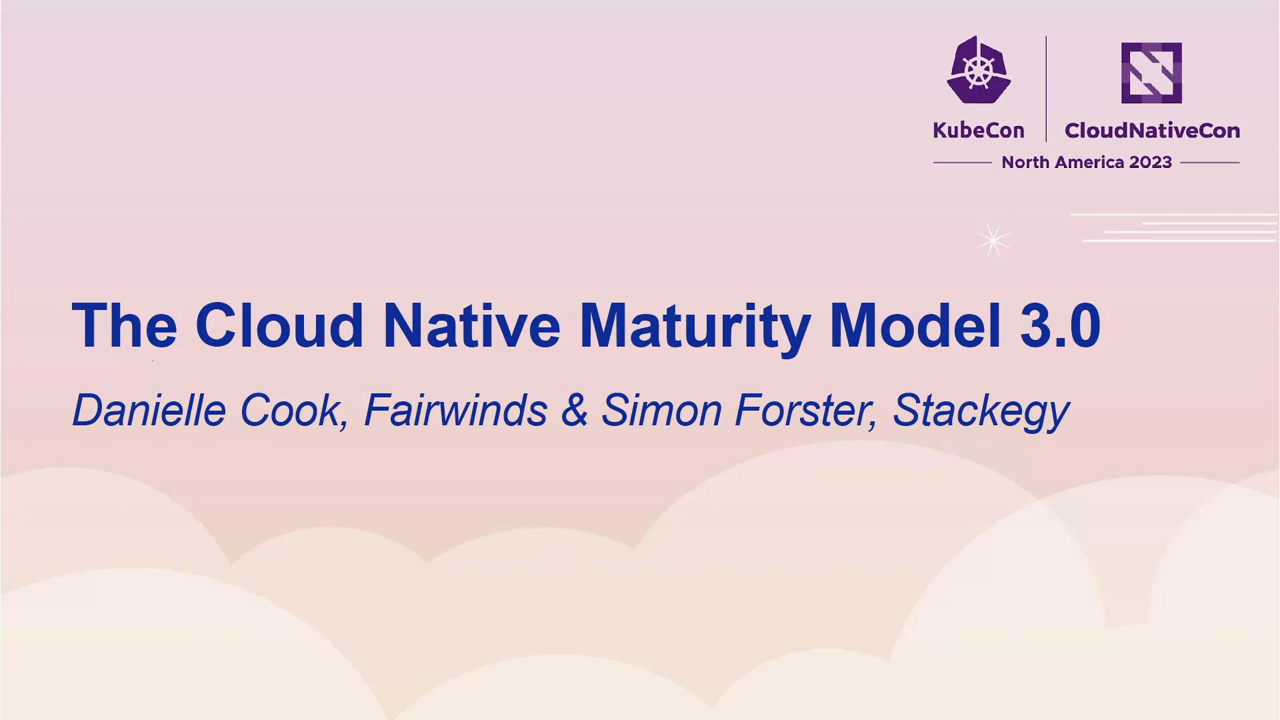 KubeCon
CloudNativeCon
North America 2023
The Cloud Native Maturity Model 3.0
Danielle Cook, Fairwinds & Simon Forster, Stackegy